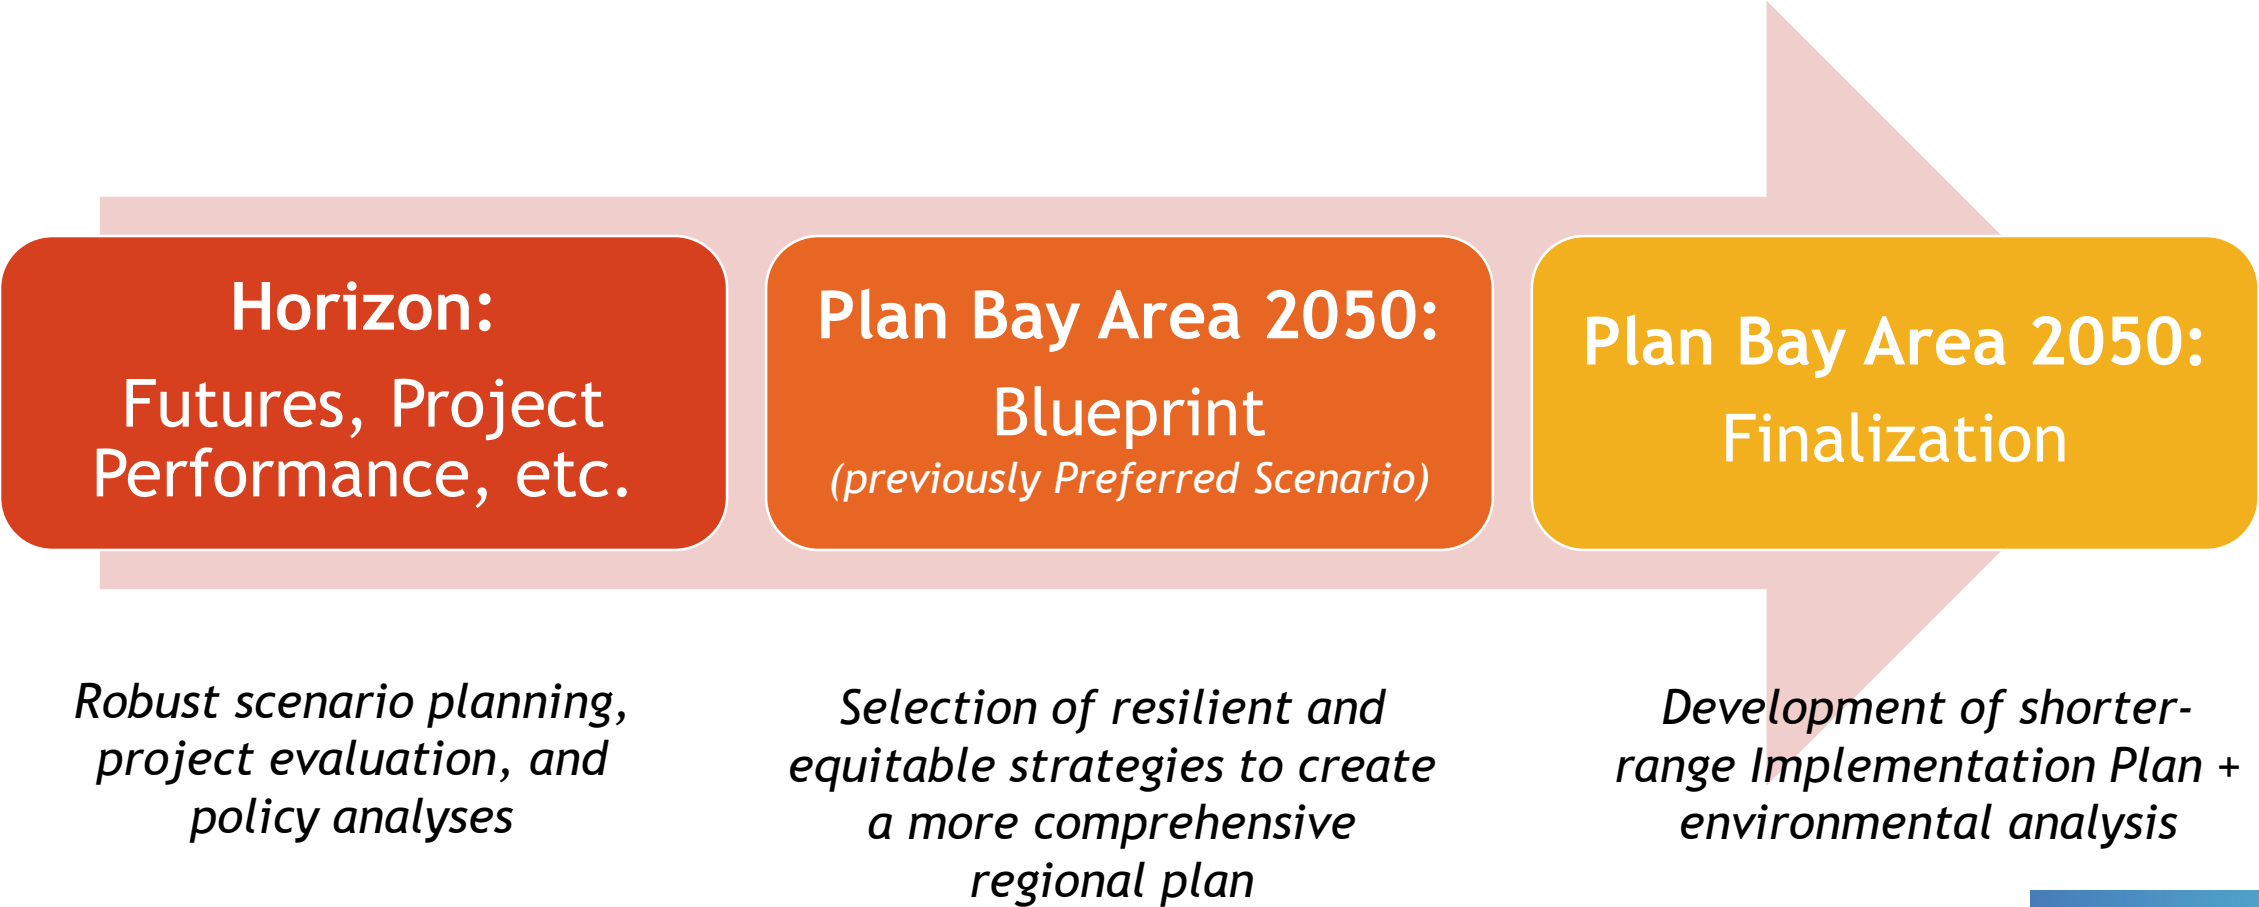 Horizon:
Futures, Project
Performance, etc.
Plan Bay Area 2050:
Blueprint
(previously Preferred Scenario)
Plan Bay Area 2050:
Finalization
Robust scenario planning,
project evaluation, and
policy analyses
Selection of resilient and
equitable strategies to create
a more comprehensive
regional plan
Development of shorter-
range Implementation Plan +
environmental analysis